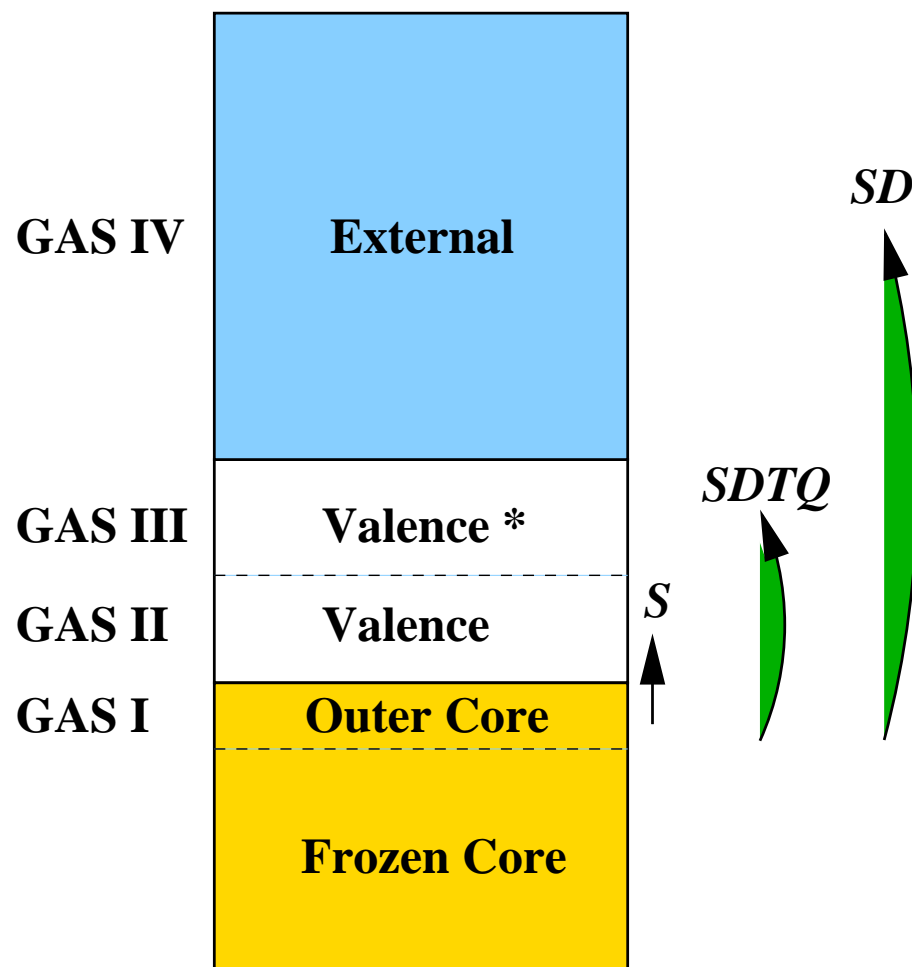 SD
GAS IV External
SDTQ
GAS III Valence *
S
GAS II Valence
GAS I Outer Core
Frozen Core